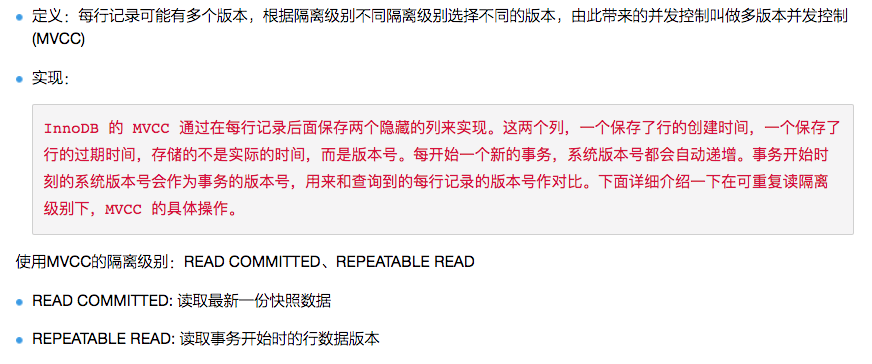 定义：每行记录可能有多个版本，根据隔离级别不同隔离级别选择不同的版本，由此带来的并发控制叫做多版本并发控制
(MVCC)
实现：
InnoDB 的 MVCC 通过在每行记录后面保存两个隐藏的列来实现。这两个列，一个保存了行的创建时间，一个保存了
行的过期时间，存储的不是实际的时间，而是版本号。每开始一个新的事务，系统版本号都会自动递增。事务开始时
刻的系统版本号会作为事务的版本号，用来和查询到的每行记录的版本号作对比。下面详细介绍一下在可重复读隔离
级别下，MVCC 的具体操作。
使用MVCC的隔离级别：READ COMMITTED、REPEATABLE READ
READ COMMITTED: 读取最新一份快照数据
REPEATABLE READ: 读取事务开始时的行数据版本